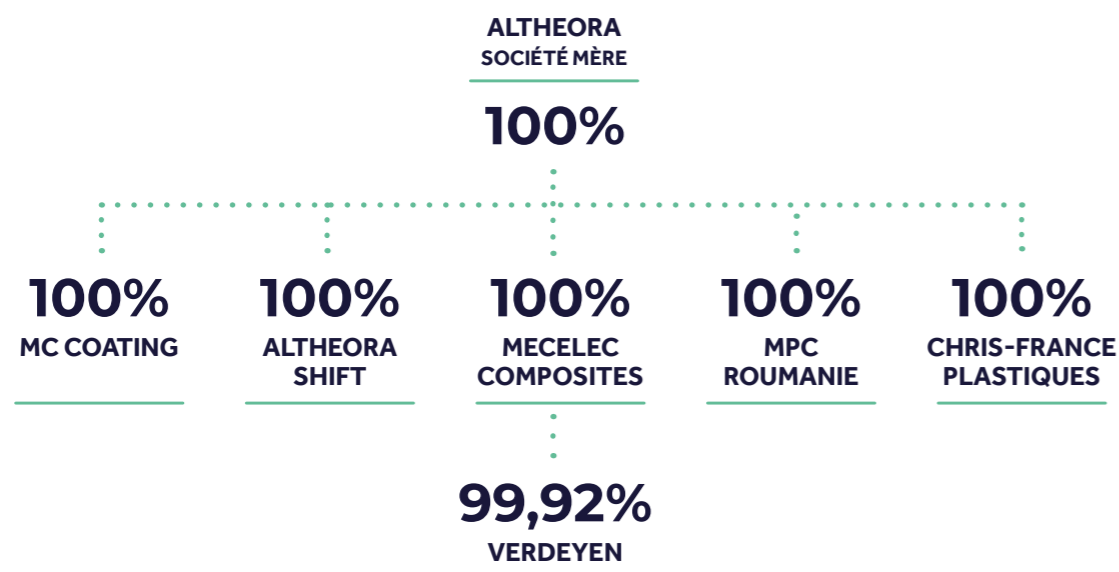 ALTHEORA
SOCIÉTÉ MÈRE
100%
100%
MC COATING
100%
ALTHEORA
SHIFT
100%
MECELEC
COMPOSITES
100%
MPC
ROUMANIE
100%
CHRIS-FRANCE
PLASTIQUES
99,92%
VERDEYEN